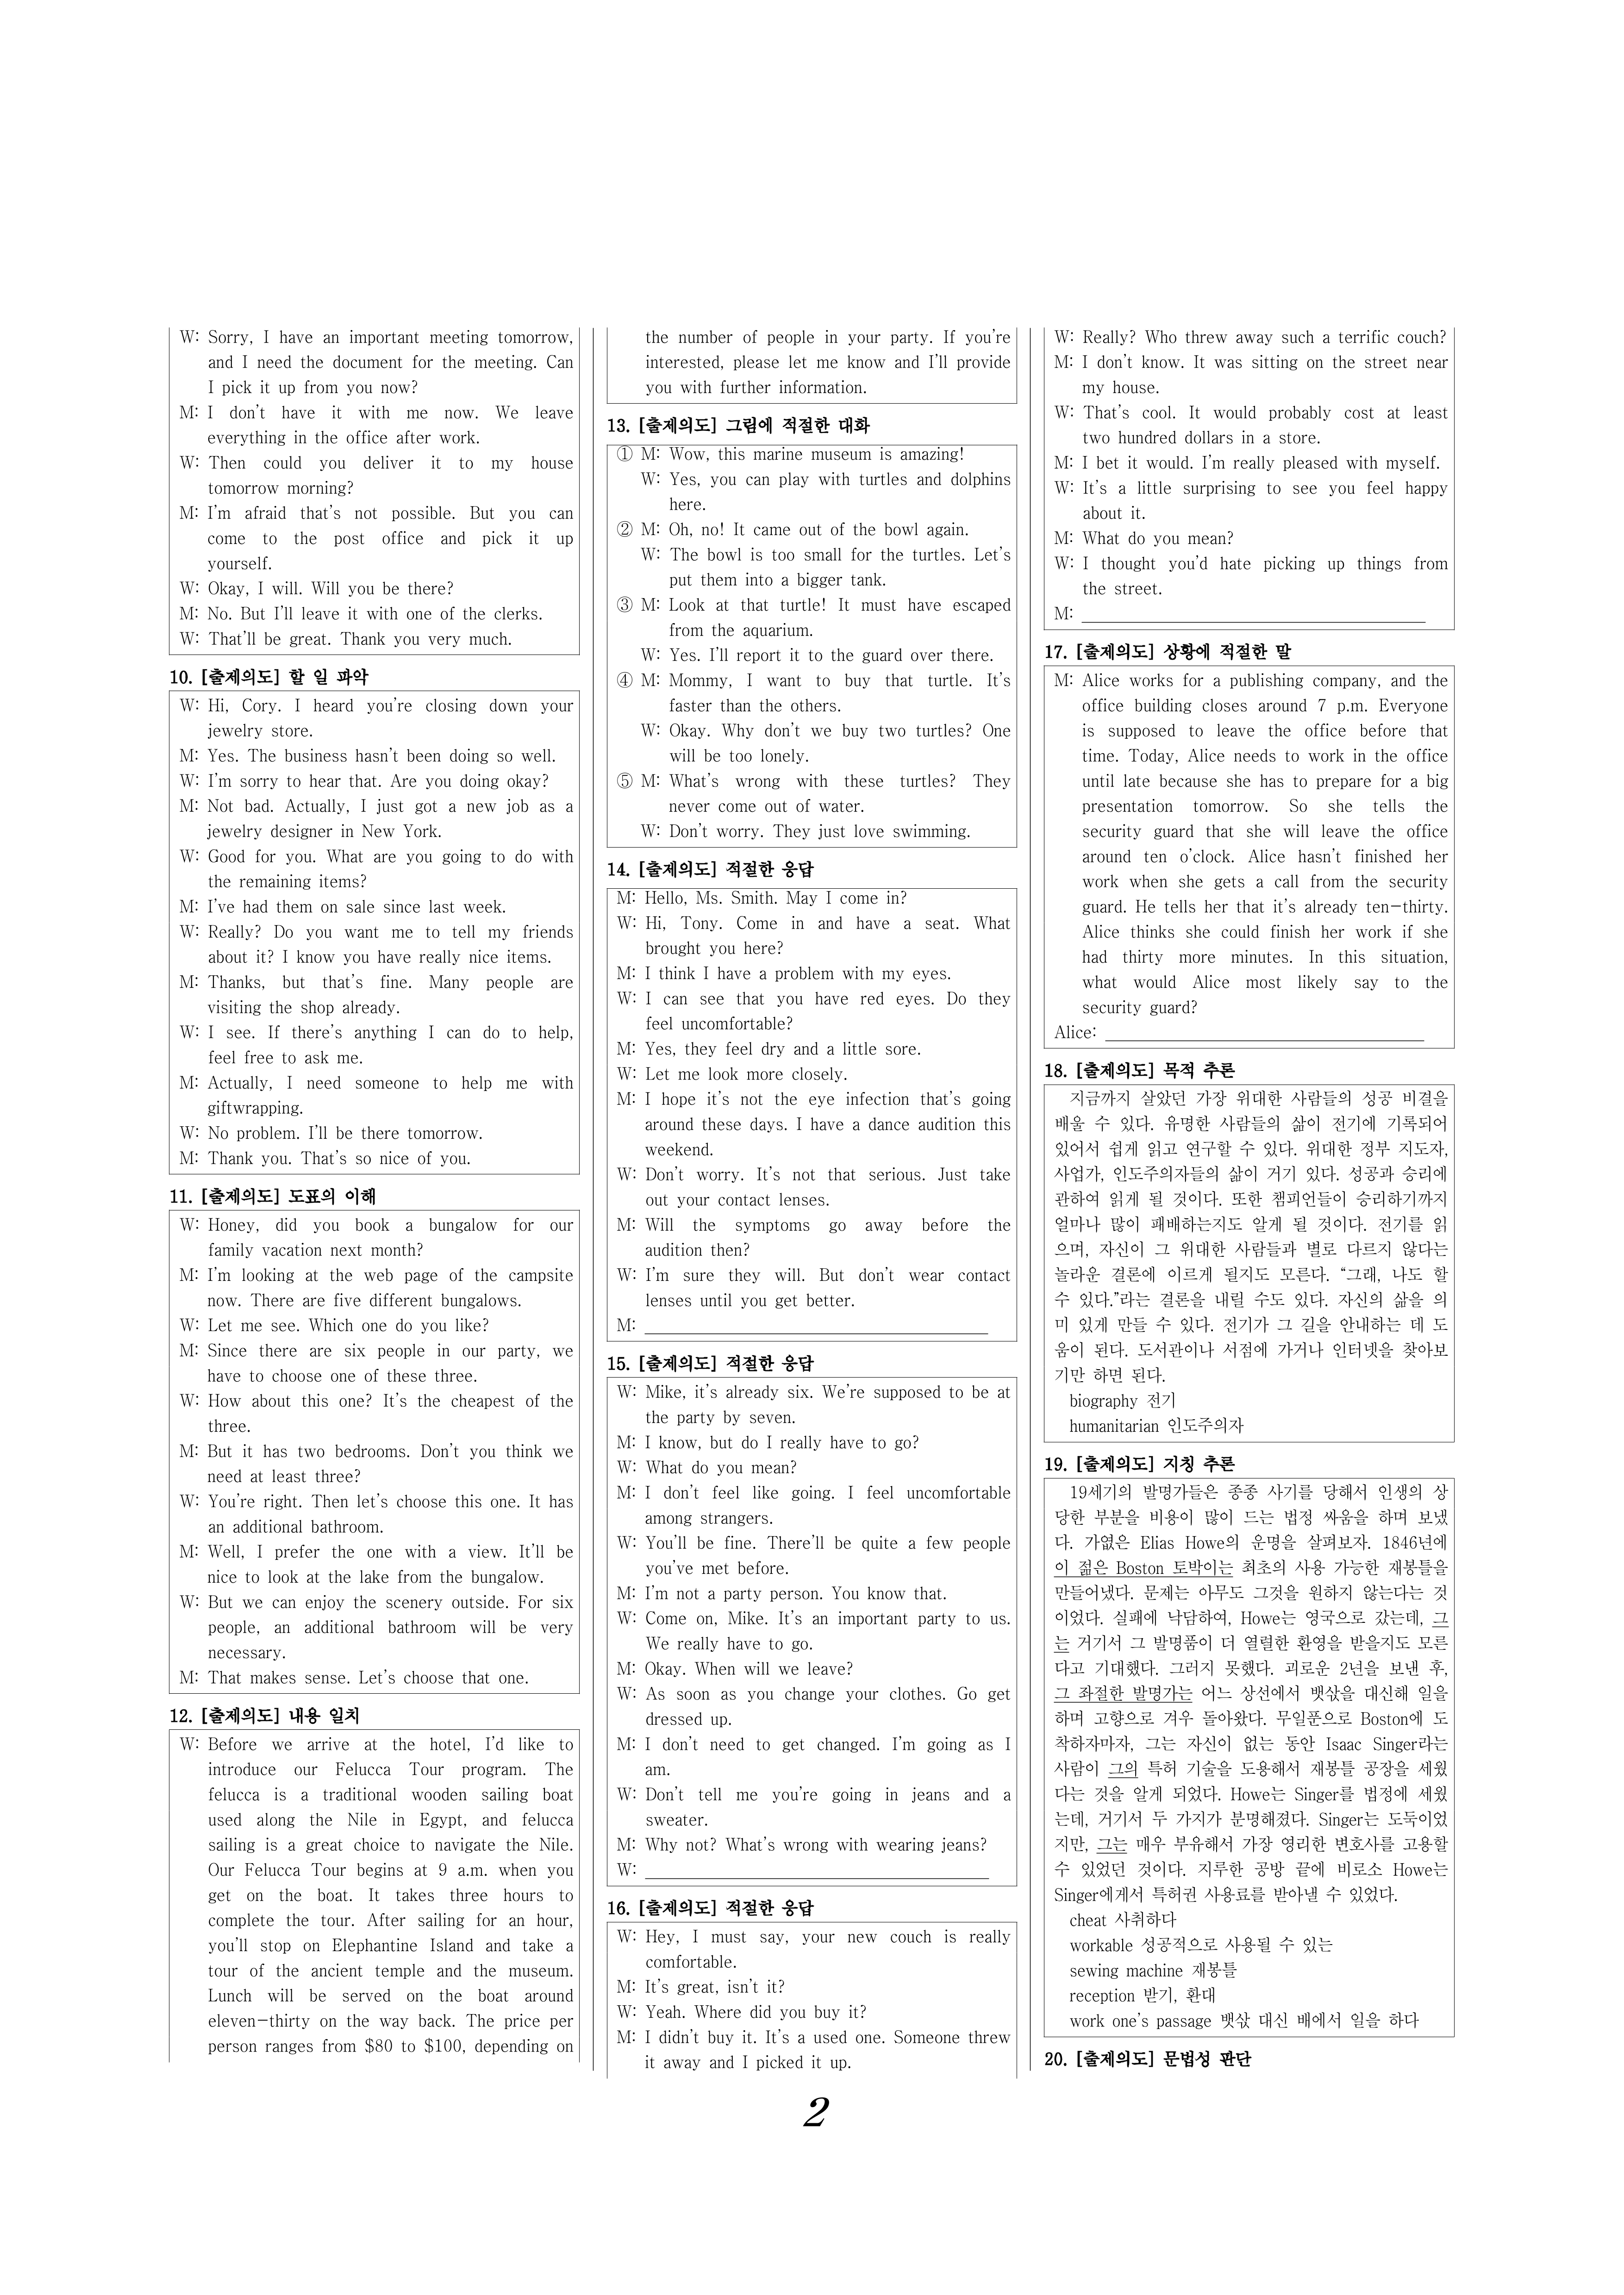 W: Sorry, I have an important meeting tomorrow,
and I need the document for the meeting. Can
I pick it up from you now?
M: I don't have it with me now. We leave
everything in the office after work.
W: Then could you deliver it to my house
tomorrow morning?
M: I'm afraid that's not possible. But you can
come to the post office and pick it up
yourself.
W: Okay, I will. Will you be there?
M: No. But I'll leave it with one of the clerks.
W: That'll be great. Thank you very much.
10. [출제의도] 할 일 파악
W: Hi, Cory. I heard you're closing down your
jewelry store.
M: Yes. The business hasn't been doing so well.
W: I'm sorry to hear that. Are you doing okay?
M: Not bad. Actually, I just got a new job as a
jewelry designer in New York.
W: Good for you. What are you going to do with
the remaining items?
M: I've had them on sale since last week.
W: Really? Do you want me to tell my friends
about it? I know you have really nice items.
M: Thanks, but that's fine. Many people are
visiting the shop already.
W: I see. If there's anything I can do to help,
feel free to ask me.
M: Actually, I need someone to help me with
giftwrapping.
W: No problem. I'll be there tomorrow.
M: Thank you. That's so nice of you.
11. [출제의도] 도표의 이해
W: Honey, did you book a bungalow for our
family vacation next month?
M: I'm looking at the web page of the campsite
now. There are five different bungalows.
W: Let me see. Which one do you like?
M: Since there are six people in our party, we
have to choose one of these three.
W: How about this one? It's the cheapest of the
three.
M: But it has two bedrooms. Don't you think we
need at least three?
W: You're right. Then let's choose this one. It has
an additional bathroom.
M: Well, I prefer the one with a view. It'll be
nice to look at the lake from the bungalow.
W: But we can enjoy the scenery outside. For six
people, an additional bathroom will be very
necessary.
M: That makes sense. Let's choose that one.
12. [출제의도] 내용 일치
W: Before we arrive at the hotel, I'd like to
introduce our Felucca Tour program. The
felucca is a traditional wooden sailing boat
used along the Nile in Egypt, and felucca
sailing is a great choice to navigate the Nile.
Our Felucca Tour begins at 9 a.m. when you
get on the boat. It takes three hours to
complete the tour. After sailing for an hour,
you'll stop on Elephantine Island and take a
tour of the ancient temple and the museum.
Lunch will be served on the boat around
eleven-thirty on the way back. The price per
person ranges from $80 to $100, depending on
the number of people in your party. If you're
interested, please let me know and I'll provide
you with further information.
13. [출제의도] 그림에 적절한 대화
① M: Wow, this marine museum is amazing!
W: Yes, you can play with turtles and dolphins
here.
② M: Oh, no! It came out of the bowl again.
W: The bowl is too small for the turtles. Let's
put them into a bigger tank.
③ M: Look at that turtle! It must have escaped
from the aquarium.
W: Yes. I'll report it to the guard over there.
④ M: Mommy, I want to buy that turtle. It's
faster than the others.
W: Okay. Why don't we buy two turtles? One
will be too lonely.
⑤ M: What's wrong with these turtles? They
never come out of water.
W: Don't worry. They just love swimming.
14. [출제의도] 적절한 응답
M: Hello, Ms. Smith. May I come in?
W: Hi, Tony. Come in and have a seat. What
brought you here?
M: I think I have a problem with my eyes.
W: I can see that you have red eyes. Do they
feel uncomfortable?
M: Yes, they feel dry and a little sore.
W: Let me look more closely.
M: I hope it's not the eye infection that's going
around these days. I have a dance audition this
weekend.
W: Don't worry. It's not that serious. Just take
out your contact lenses.
M: Will the symptoms go away before the
audition then?
W: I'm sure they will. But don't wear contact
lenses until you get better.
M:
15. [출제의도] 적절한 응답
W: Mike, it's already six. We're supposed to be at
the party by seven.
M: I know, but do I really have to go?
W: What do you mean?
M: I don't feel like going. I feel uncomfortable
among strangers.
W: You'll be fine. There'll be quite a few people
you've met before.
M: I'm not a party person. You know that.
W: Come on, Mike. It's an important party to us.
We really have to go.
M: Okay. When will we leave?
W: As soon as you change your clothes. Go get
dressed up.
M: I don't need to get changed. I'm going as I
am.
W: Don't tell me you're going in jeans and a
sweater.
M: Why not? What's wrong with wearing jeans?
W:
16. [출제의도] 적절한 응답
W: Hey, I must say, your new couch is really
comfortable.
M: It's great, isn't it?
W: Yeah. Where did you buy it?
M: I didn't buy it. It's a used one. Someone threw
it away and I picked it up.
W: Really? Who threw away such a terrific couch?
M: I don't know. It was sitting on the street near
my house.
W: That's cool. It would probably cost at least
two hundred dollars in a store.
M: I bet it would. I'm really pleased with myself.
W: It's a little surprising to see you feel happy
about it.
M: What do you mean?
W: I thought you'd hate picking up things from
the street.
M:
17. [출제의도] 상황에 적절한 말
M: Alice works for a publishing company, and the
office building closes around 7 p.m. Everyone
is supposed to leave the office before that
time. Today, Alice needs to work in the office
until late because she has to prepare for a big
presentation tomorrow. So she tells the
security guard that she will leave the office
around ten o'clock. Alice hasn't finished her
work when she gets a call from the security
guard. He tells her that it's already ten-thirty.
Alice thinks she could finish her work if she
had thirty more minutes. In this situation,
what would Alice most likely say to the
security guard?
Alice:
18. [출제의도] 목적 추론
지금까지 살았던 가장 위대한 사람들의 성공 비결을
배울 수 있다. 유명한 사람들의 삶이 전기에 기록되어
있어서 쉽게 읽고 연구할 수 있다. 위대한 정부 지도자,
사업가, 인도주의자들의 삶이 거기 있다. 성공과 승리에
관하여 읽게 될 것이다. 또한 챔피언들이 승리하기까지
얼마나 많이 패배하는지도 알게 될 것이다. 전기를 읽
으며, 자신이 그 위대한 사람들과 별로 다르지 않다는
놀라운 결론에 이르게 될지도 모른다. “그래, 나도 할
수 있다.”라는 결론을 내릴 수도 있다. 자신의 삶을 의
미 있게 만들 수 있다. 전기가 그 길을 안내하는 데 도
움이 된다. 도서관이나 서점에 가거나 인터넷을 찾아보
기만 하면 된다.
biography 전기
humanitarian 인도주의자
19. [출제의도] 지칭 추론
19세기의 발명가들은 종종 사기를 당해서 인생의 상
당한 부분을 비용이 많이 드는 법정 싸움을 하며 보냈
다. 가엾은 Elias Howe의 운명을 살펴보자. 1846년에
이 젊은 Boston 토박이는 최초의 사용 가능한 재봉틀을
만들어냈다. 문제는 아무도 그것을 원하지 않는다는 것
이었다. 실패에 낙담하여, Howe는 영국으로 갔는데, 그
는 거기서 그 발명품이 더 열렬한 환영을 받을지도 모른
다고 기대했다. 그러지 못했다. 괴로운 2년을 보낸 후,
그 좌절한 발명가는 어느 상선에서 뱃삯을 대신해 일을
하며 고향으로 겨우 돌아왔다. 무일푼으로 Boston에 도
착하자마자, 그는 자신이 없는 동안 Isaac Singer라는
사람이 그의 특허 기술을 도용해서 재봉틀 공장을 세웠
다는 것을 알게 되었다. Howe는 Singer를 법정에 세웠
는데, 거기서 두 가지가 분명해졌다. Singer는 도둑이었
지만, 그는 매우 부유해서 가장 영리한 변호사를 고용할
수 있었던 것이다. 지루한 공방 끝에 비로소 Howe는
Singer에게서 특허권 사용료를 받아낼 수 있었다.
cheat 사취하다
workable 성공적으로 사용될 수 있는
sewing machine 재봉틀
reception 받기, 환대
work one's passage 뱃삯 대신 배에서 일을 하다
20. [출제의도] 문법성 판단
2